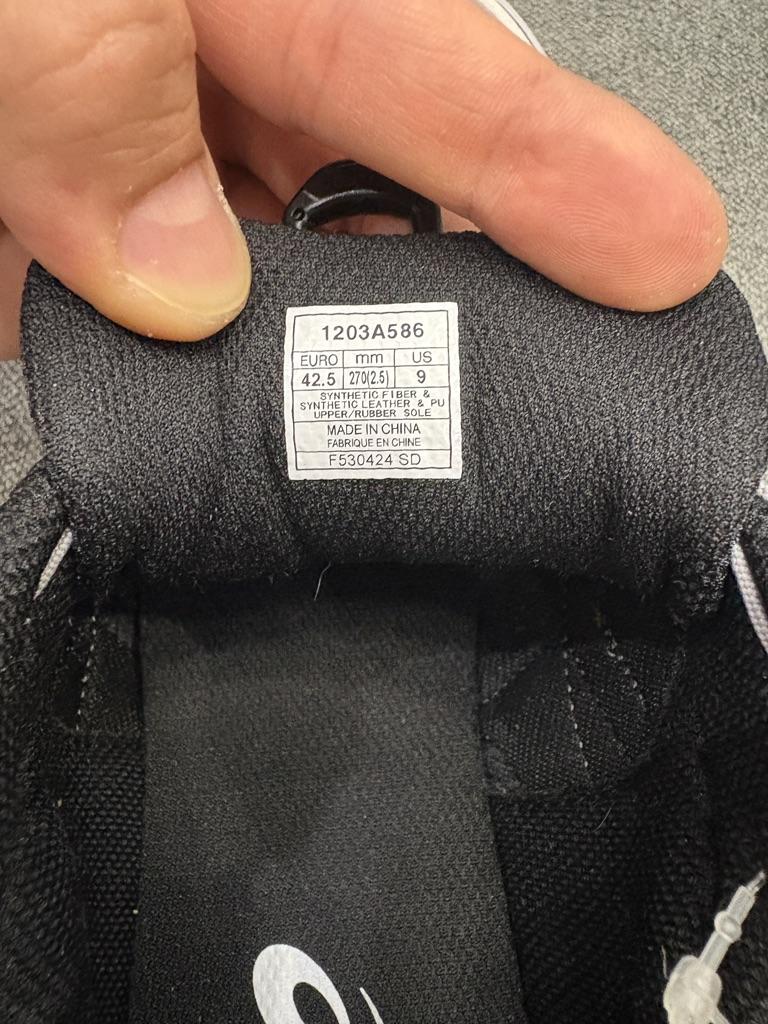 1203A586
EURO mm US
42.5 270(2.5) 9
SYNTHETIC FIBER &
SYNTHETIC LEATHER & PU
UPPER/RUBBER SOLE
MADE IN CHINA
FABRIQUE EN CHINE
F530424 SD